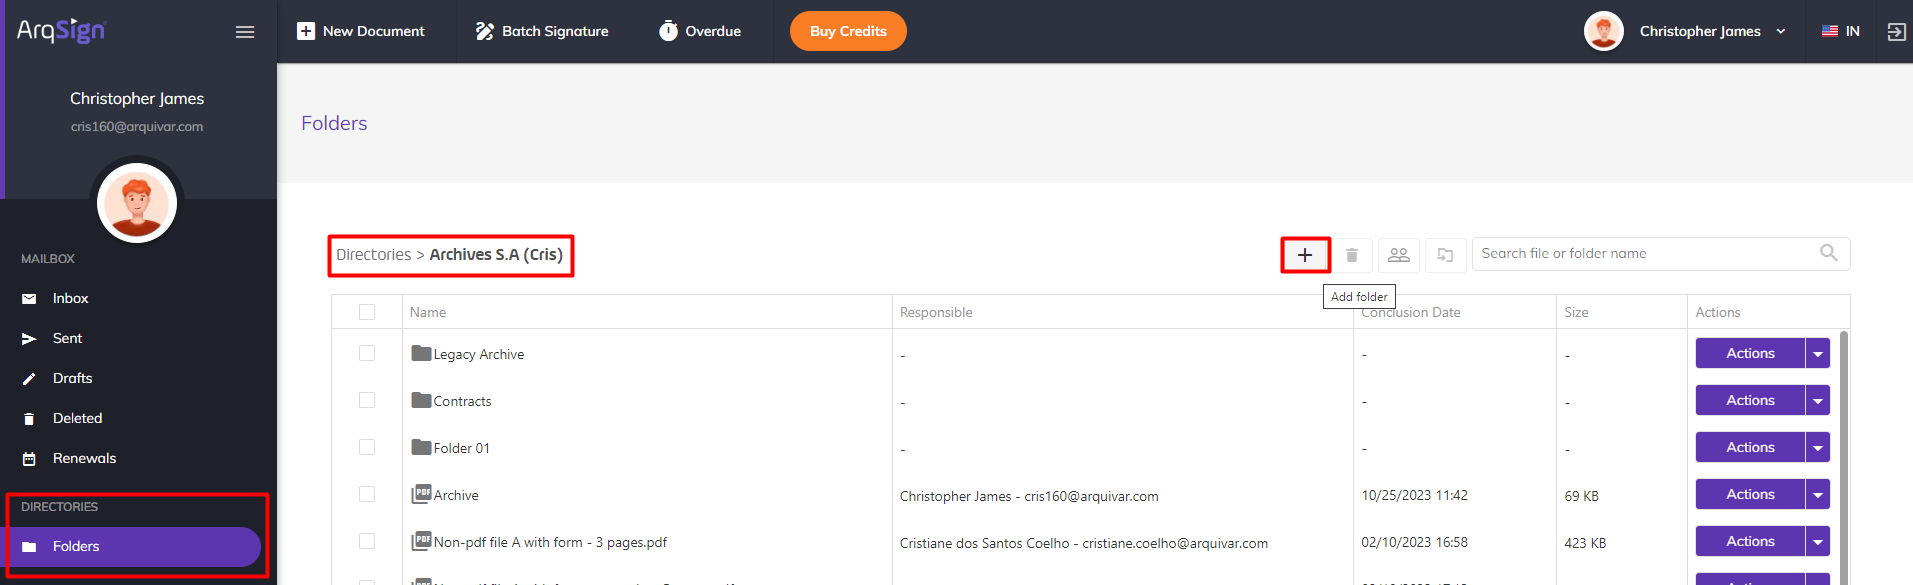 ArqSign
New Document
Batch Signature
Overdue
Buy Credits
Christopher James
IN
Christopher James
cris160@arquivar.com
MAILBOX
Inbox
Sent
Drafts
Deleted
Renewals
DIRECTORIES
Folders
Folders
Directories > Archives S.A (Cris)
Search file or folder name
Add folder
Name Responsible Conclusion Date Size Actions
Legacy Archive - - - Actions
Contracts - - - Actions
Folder 01 - - - Actions
PDF Archive Christopher James - cris160@arquivar.com 10/25/2023 11:42 69 KB Actions
PDF Non-pdf file A with form - 3 pages.pdf Cristiane dos Santos Coelho - cristiane.coelho@arquivar.com 02/10/2023 16:58 423 KB Actions